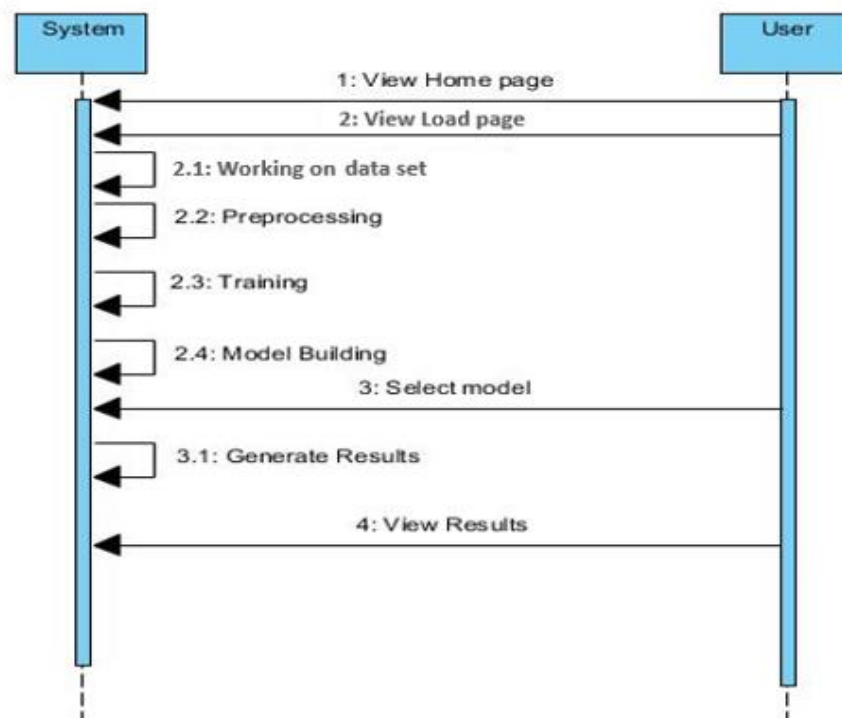 System
User
1: View Home page
2: View Load page
2.1: Working on data set
2.2: Preprocessing
2.3: Training
2.4: Model Building
3: Select model
3.1: Generate Results
4: View Results